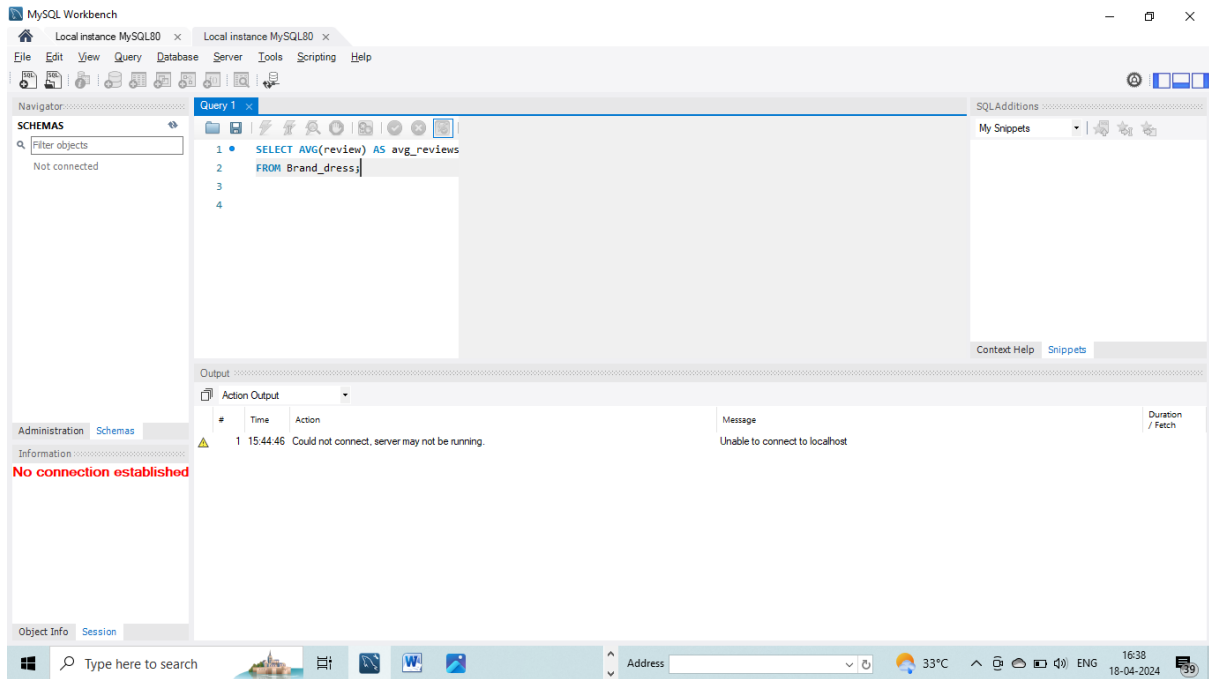 MySQL Workbench
Local instance MySQL80 × Local instance MySQL80 ×
File Edit View Query Database Server Tools Scripting Help
Navigator
SCHEMAS
Filter objects
Not connected
Administration Schemas
Information
No connection established
Object Info Session
Query 1 ×
1 SELECT AVG(review) AS avg_reviews
2 FROM Brand_dress;
3
4
SQLAdditions
My Snippets
Context Help Snippets
Output
Action Output
# Time Action Message Duration / Fetch
1 15:44:46 Could not connect, server may not be running. Unable to connect to localhost
Type here to search
Address
33°C
ENG
16:38
18-04-2024
39